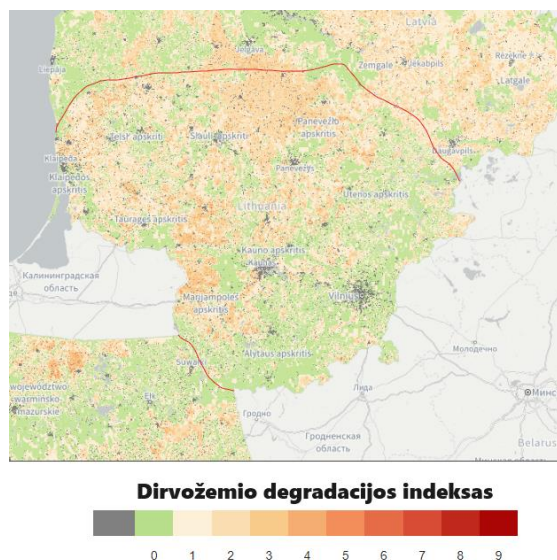 Latvia
Liepāja
Jelgava
Zemgale
Jēkabpils
Rēzekne
Latgale
Telšių apskritis
Šiaulių apskritis
Panevėžio
apskritis
Panevėžys
Daugavpils
Klaipėda
Klaipėdos
apskritis
Utenos apskritis
Lithuania
Tauragės apskritis
Kauno apskritis
Kaunas
Калининградская
область
Marijampolės
apskritis
Vilnius
Alytaus apskritis
Suwałki
Молодечно
Ełk
województwo
warmińsko-
mazurskie
Лида
Гродно
Минск
Гродненская
область
Belarus
Минская область
Dirvožemio degradacijos indeksas
0 1 2 3 4 5 6 7 8 9